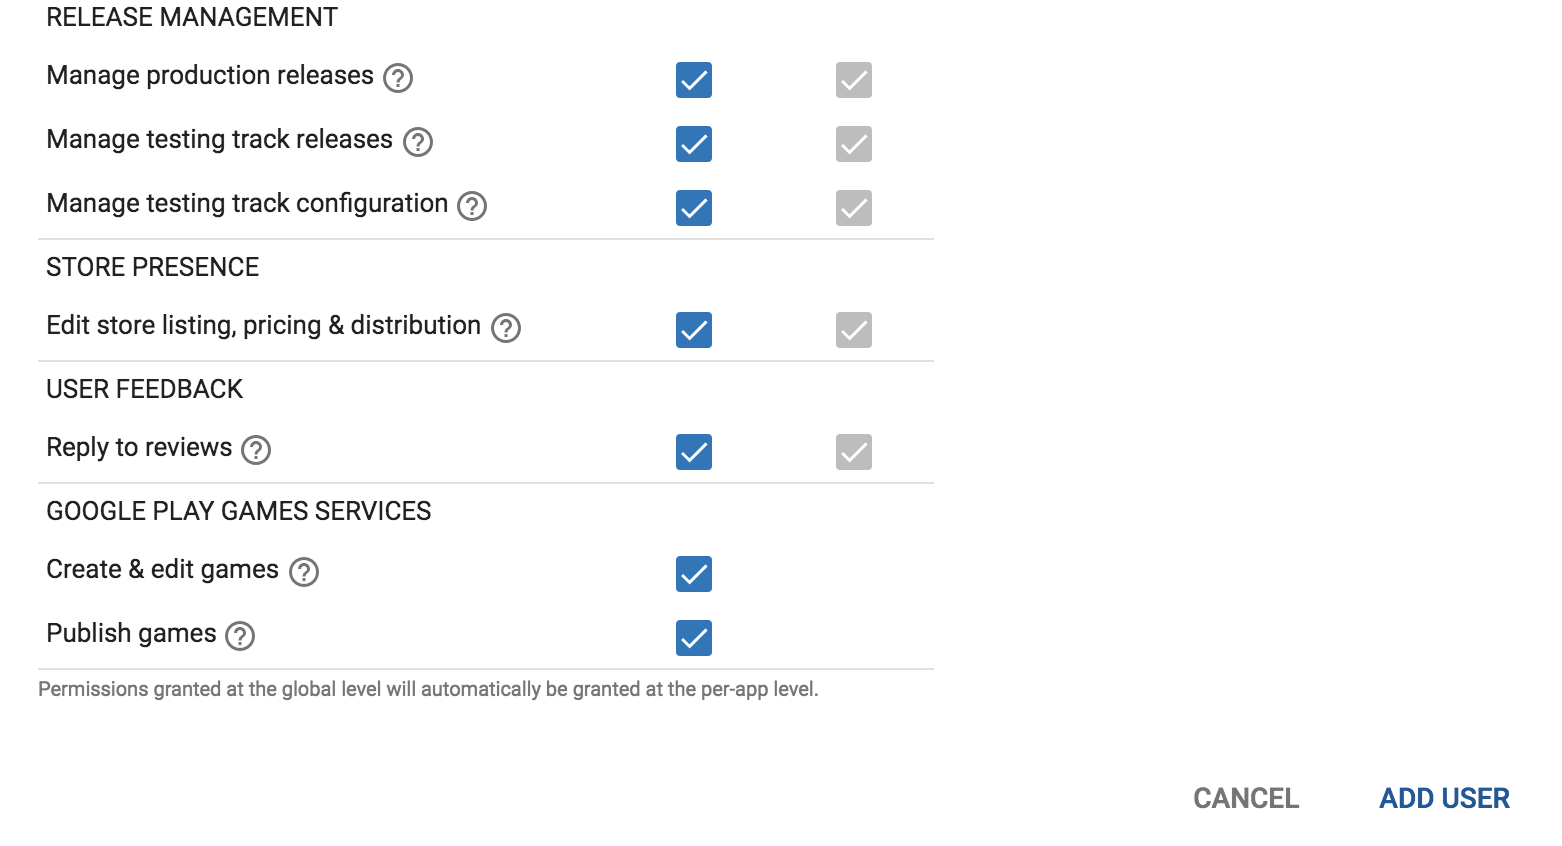 RELEASE MANAGEMENT
Manage production releases
Manage testing track releases
Manage testing track configuration
STORE PRESENCE
Edit store listing, pricing & distribution
USER FEEDBACK
Reply to reviews
GOOGLE PLAY GAMES SERVICES
Create & edit games
Publish games
Permissions granted at the global level will automatically be granted at the per-app level.
CANCEL ADD USER